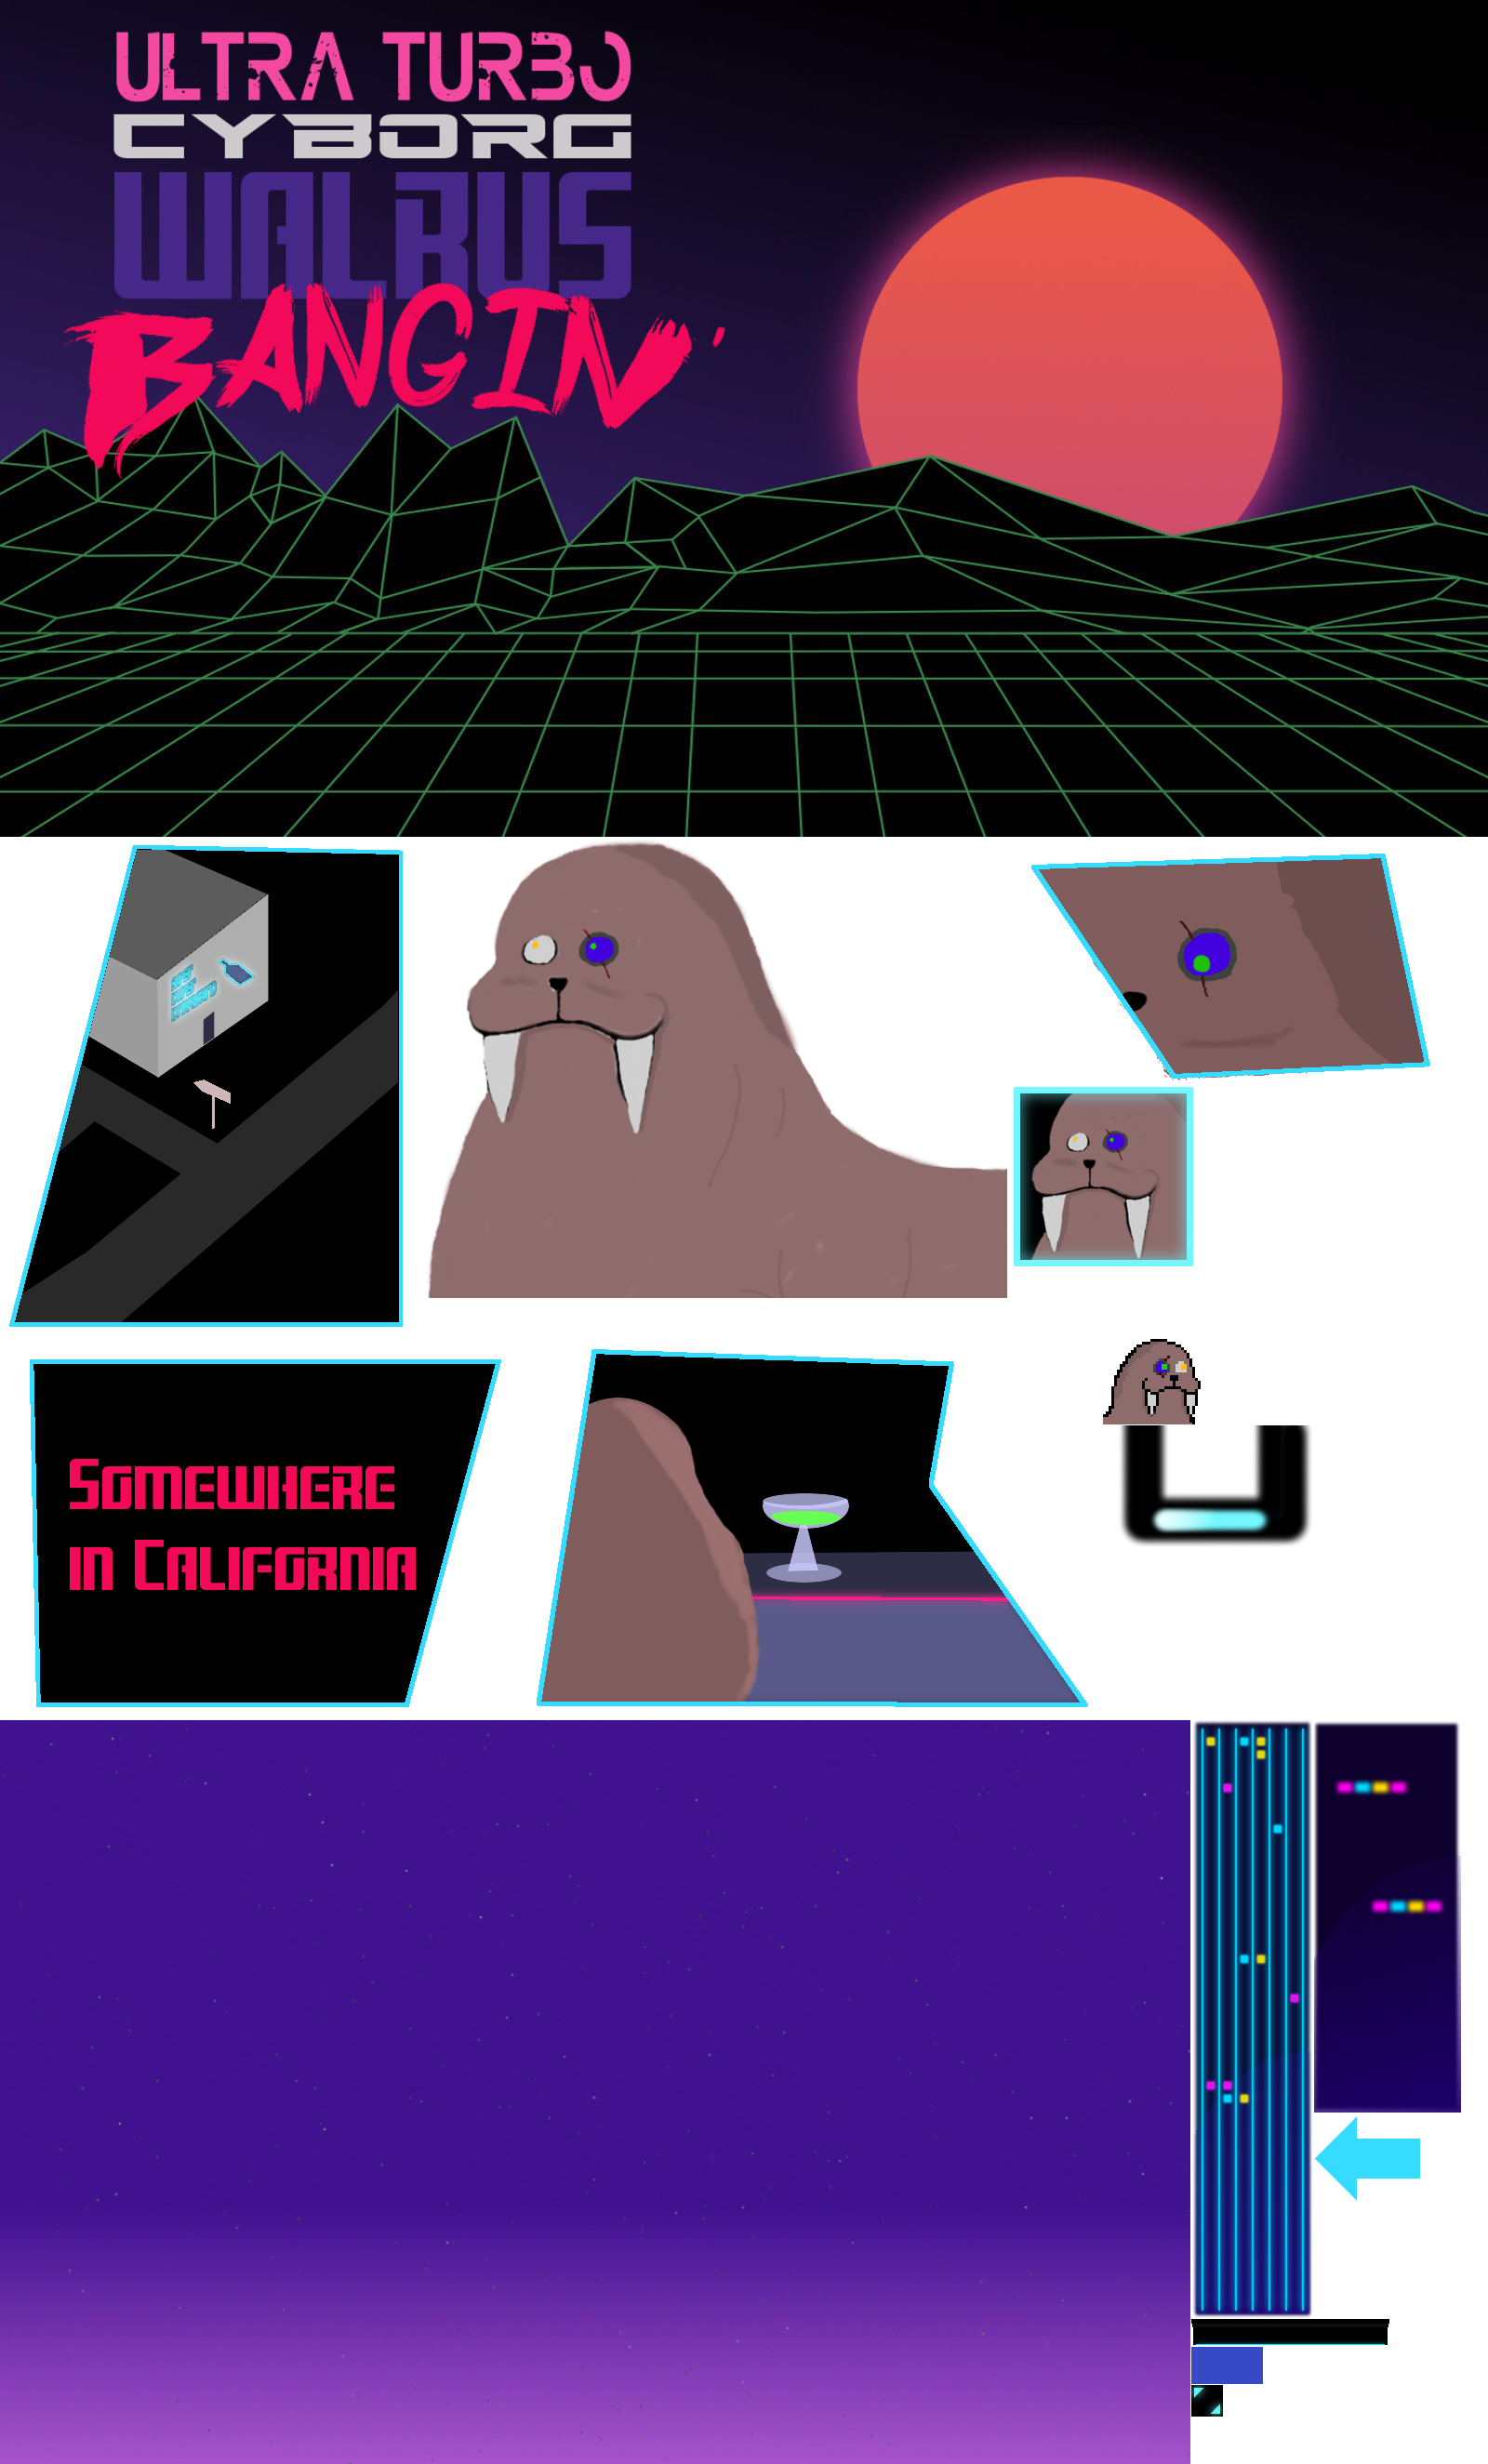 ULTRA TURBO
CYBORG
WALRUS
BANGIN'
SOMEWHERE
IN CALIFORNIA